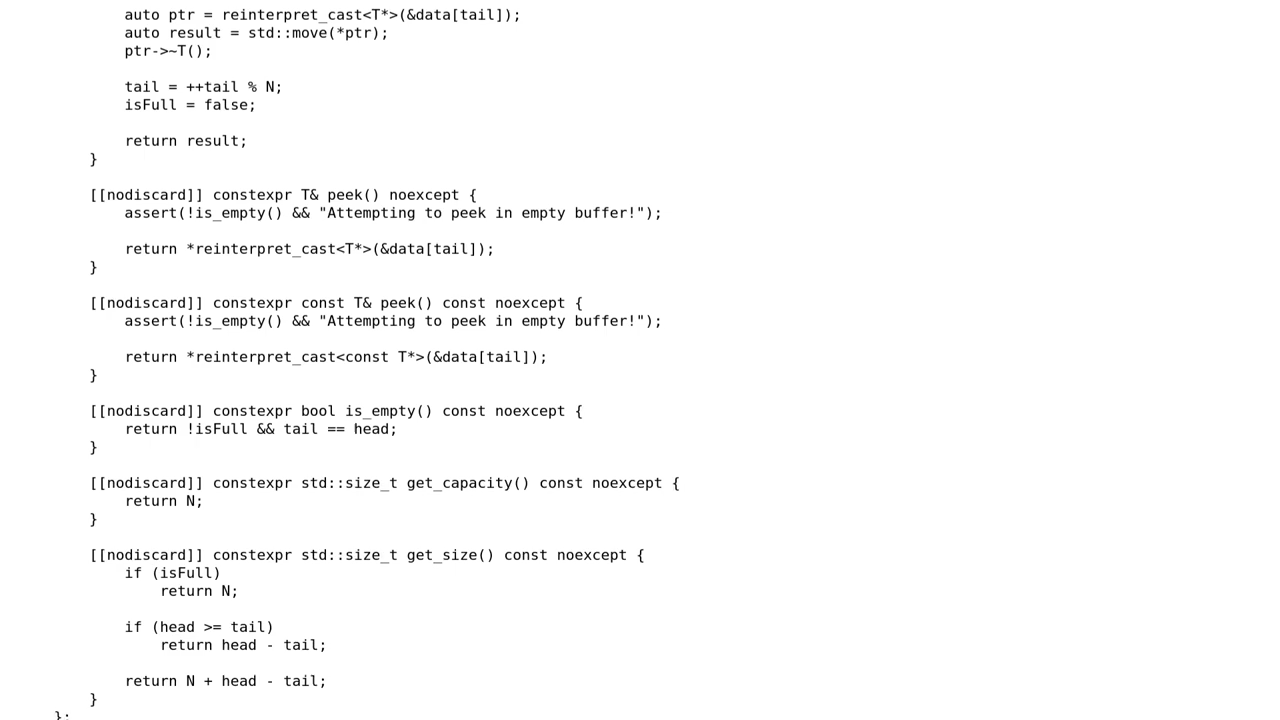 auto ptr = reinterpret_cast<T*>(&data[tail]);
auto result = std::move(*ptr);
ptr->~T();
tail = ++tail % N;
isFull = false;
return result;
}
[[nodiscard]] constexpr T& peek() noexcept {
assert(!is_empty() && "Attempting to peek in empty buffer!");
return *reinterpret_cast<T*>(&data[tail]);
}
[[nodiscard]] constexpr const T& peek() const noexcept {
assert(!is_empty() && "Attempting to peek in empty buffer!");
return *reinterpret_cast<const T*>(&data[tail]);
}
[[nodiscard]] constexpr bool is_empty() const noexcept {
return !isFull && tail == head;
}
[[nodiscard]] constexpr std::size_t get_capacity() const noexcept {
return N;
}
[[nodiscard]] constexpr std::size_t get_size() const noexcept {
if (isFull)
return N;
if (head >= tail)
return head - tail;
return N + head - tail;
}
};